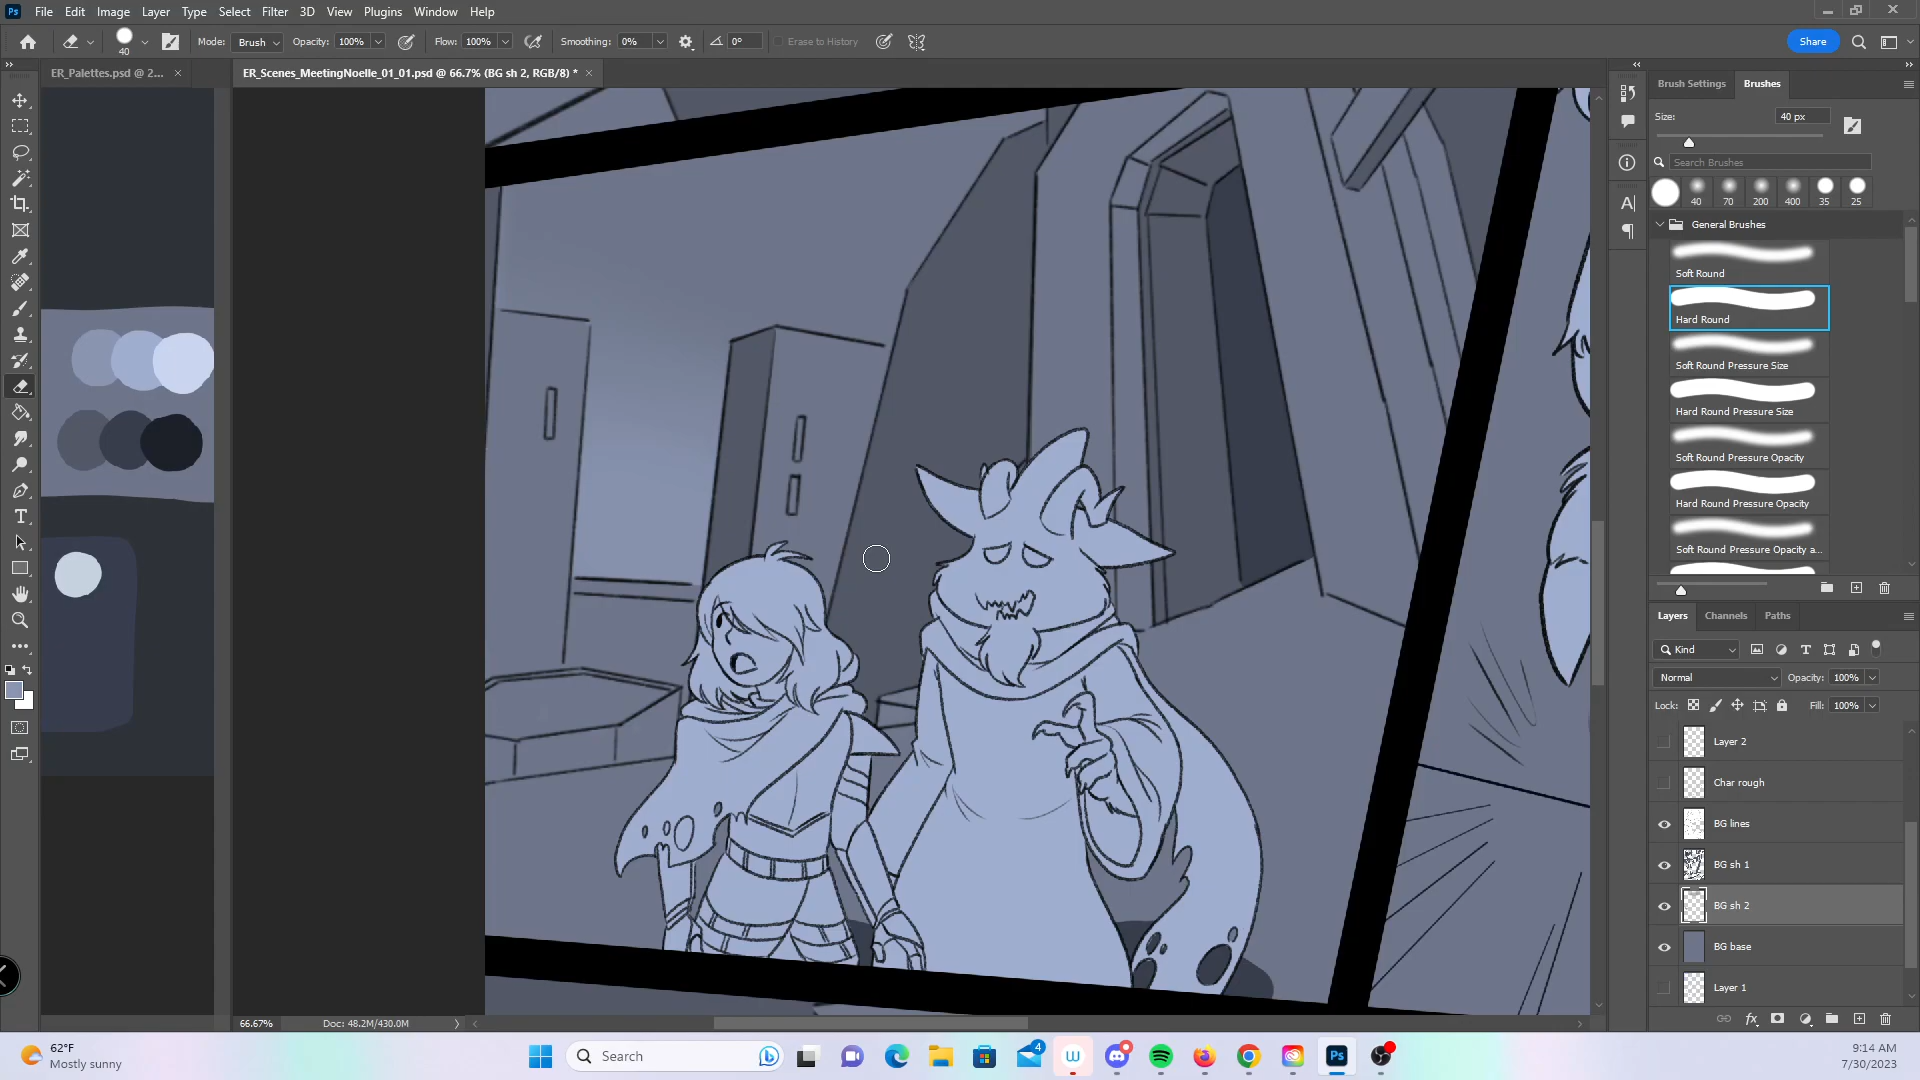 Ps File Edit Image Layer Type Select Filter 3D View Plugins Window Help
40 Mode: Brush Opacity: 100% Flow: 100% Smoothing: 0% 0° Erase to History Share
ER_Palettes.psd @ 2... × ER_Scenes_MeetingNoelle_01_01.psd @ 66.7% (BG sh 2, RGB/8) * ×
Brush Settings Brushes
Size: 40 px
Search Brushes
40 70 200 400 35 25
General Brushes
Soft Round
Hard Round
Soft Round Pressure Size
Hard Round Pressure Size
Soft Round Pressure Opacity
Hard Round Pressure Opacity
Soft Round Pressure Opacity a...
Layers Channels Paths
Kind
Normal Opacity: 100%
Lock: Fill: 100%
Layer 2
Char rough
BG lines
BG sh 1
BG sh 2
BG base
Layer 1
66.67% Doc: 48.2M/430.0M
62°F
Mostly sunny
Search
4
Ps
9:14 AM
7/30/2023